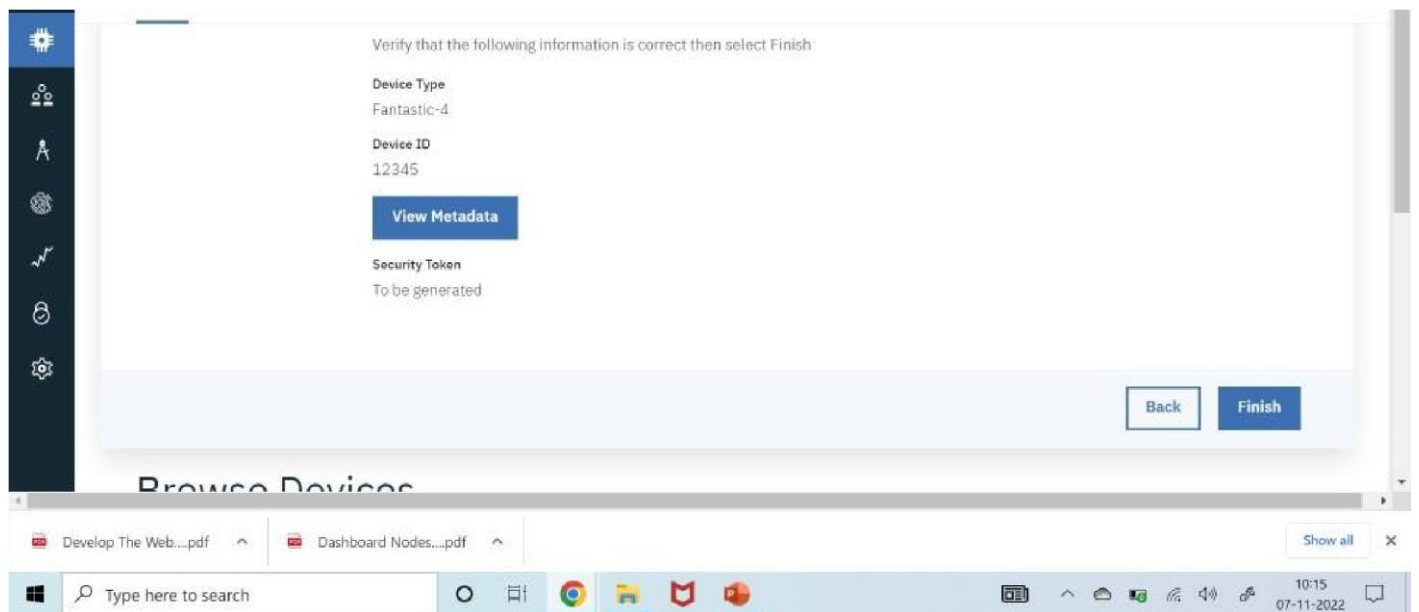 Verify that the following information is correct then select Finish
Device Type
Fantastic-4
Device ID
12345
View Metadata
Security Token
To be generated
Back
Finish
Browse Devices
Develop The Web....pdf
Dashboard Nodes....pdf
Show all
Type here to search
10:15
07-11-2022